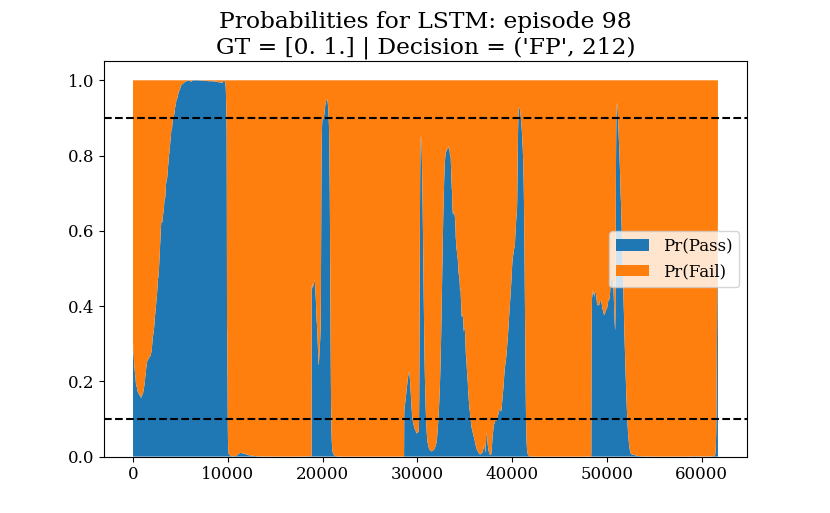 Probabilities for LSTM: episode 98
GT = [0. 1.] | Decision = ('FP', 212)
1.0
0.8
0.6
0.4
0.2
0.0
Pr(Pass)
Pr(Fail)
0 10000 20000 30000 40000 50000 60000